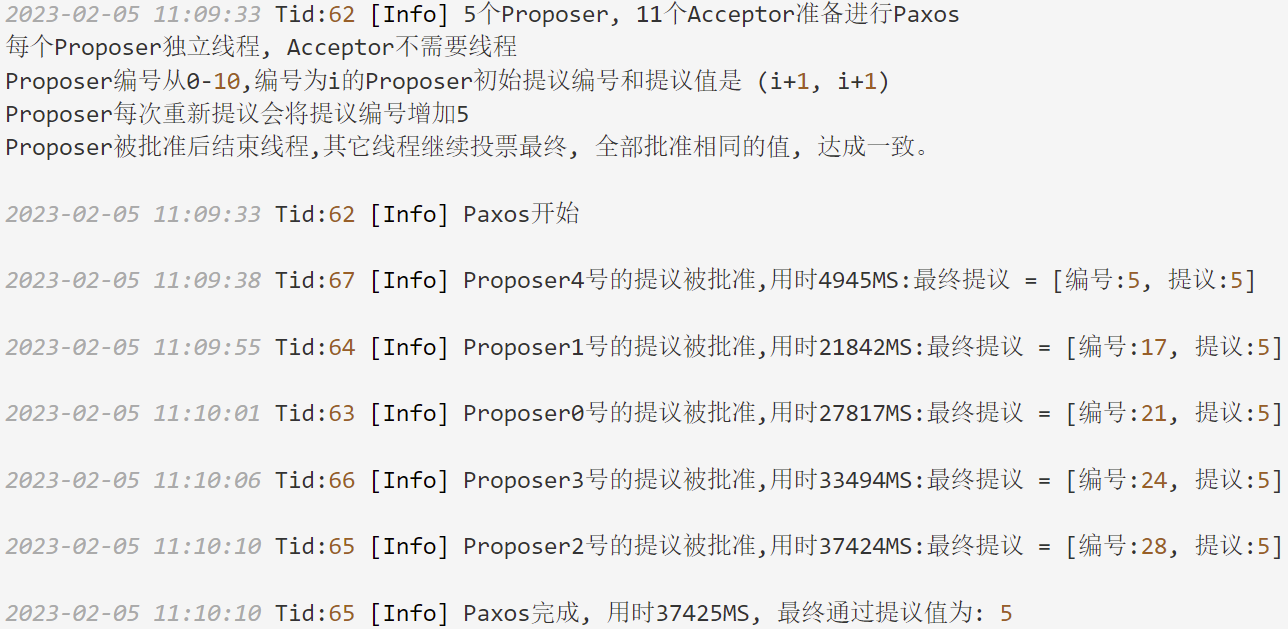 2023-02-05 11:09:33 Tid:62 [Info] 5个Proposer, 11个Acceptor准备进行Paxos
每个Proposer独立线程, Acceptor不需要线程
Proposer编号从0-10,编号为i的Proposer初始提议编号和提议值是 (i+1, i+1)
Proposer每次重新提议会将提议编号增加5
Proposer被批准后结束线程,其它线程继续投票最终, 全部批准相同的值, 达成一致。
2023-02-05 11:09:33 Tid:62 [Info] Paxos开始
2023-02-05 11:09:38 Tid:67 [Info] Proposer4号的提议被批准,用时4945MS:最终提议 = [编号:5, 提议:5]
2023-02-05 11:09:55 Tid:64 [Info] Proposer1号的提议被批准,用时21842MS:最终提议 = [编号:17, 提议:5]
2023-02-05 11:10:01 Tid:63 [Info] Proposer0号的提议被批准,用时27817MS:最终提议 = [编号:21, 提议:5]
2023-02-05 11:10:06 Tid:66 [Info] Proposer3号的提议被批准,用时33494MS:最终提议 = [编号:24, 提议:5]
2023-02-05 11:10:10 Tid:65 [Info] Proposer2号的提议被批准,用时37424MS:最终提议 = [编号:28, 提议:5]
2023-02-05 11:10:10 Tid:65 [Info] Paxos完成, 用时37425MS, 最终通过提议值为: 5